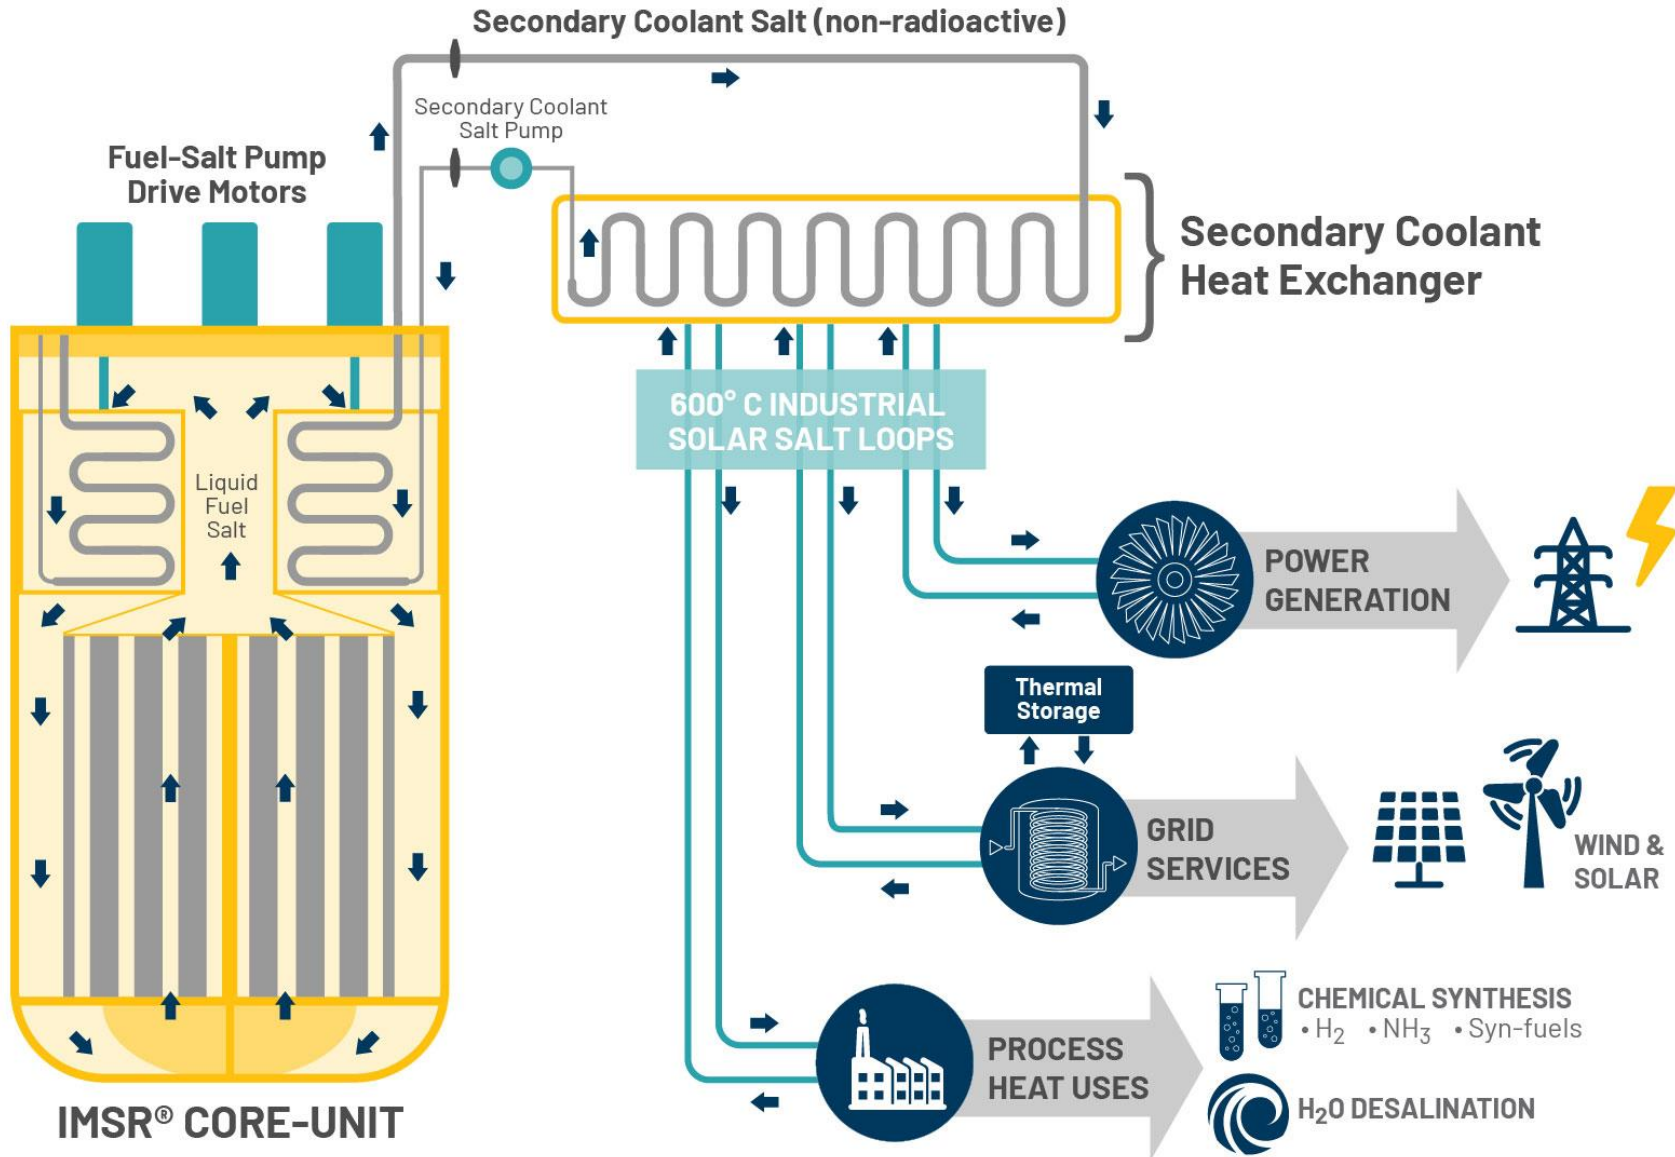 Secondary Coolant Salt (non-radioactive)
Secondary Coolant
Salt Pump
Fuel-Salt Pump
Drive Motors
Secondary Coolant
Heat Exchanger
600° C INDUSTRIAL
SOLAR SALT LOOPS
Liquid
Fuel
Salt
POWER
GENERATION
Thermal
Storage
GRID
SERVICES
WIND &
SOLAR
CHEMICAL SYNTHESIS
• H₂ • NH₃ • Syn-fuels
PROCESS
HEAT USES
H₂O DESALINATION
IMSR® CORE-UNIT